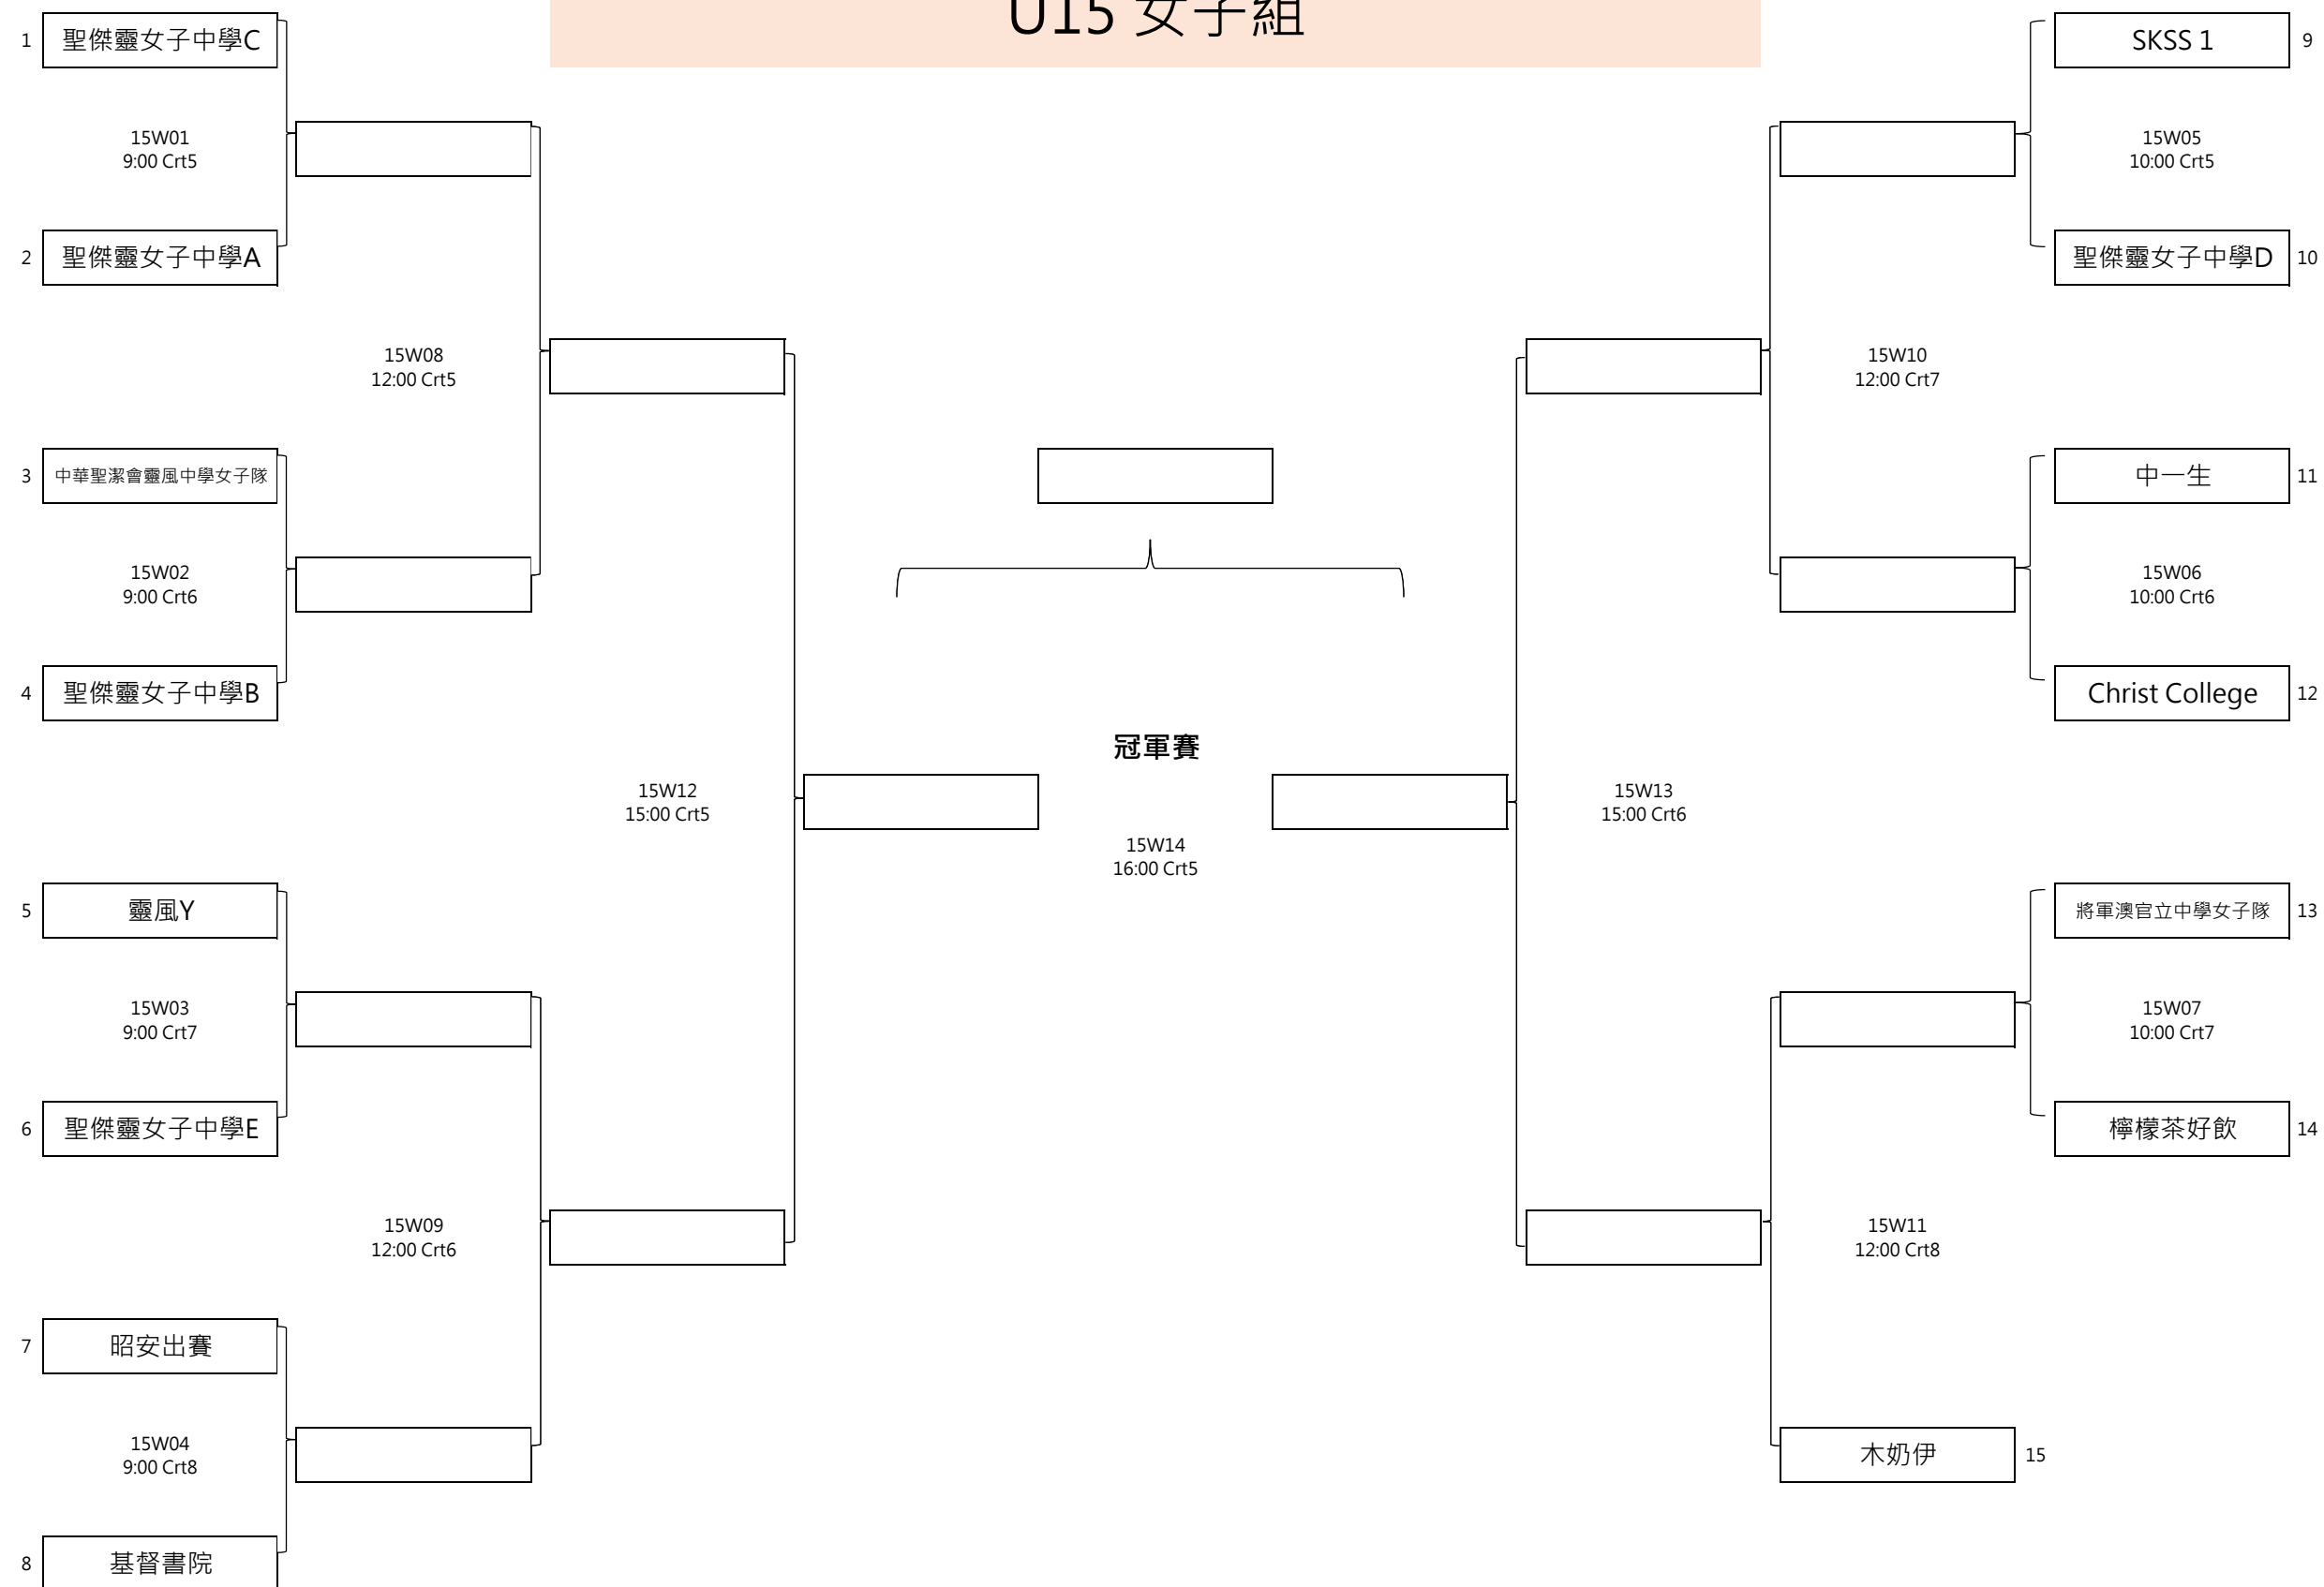 U15 女子組
1 聖傑靈女子中學C
SKSS 1 9
15W01
9:00 Crt5
15W05
10:00 Crt5
2 聖傑靈女子中學A
聖傑靈女子中學D 10
15W08
12:00 Crt5
15W10
12:00 Crt7
3 中華聖潔會靈風中學女子隊
中一生 11
15W02
9:00 Crt6
15W06
10:00 Crt6
4 聖傑靈女子中學B
Christ College 12
冠軍賽
15W12
15:00 Crt5
15W13
15:00 Crt6
15W14
16:00 Crt5
5 靈風Y
將軍澳官立中學女子隊 13
15W03
9:00 Crt7
15W07
10:00 Crt7
6 聖傑靈女子中學E
檸檬茶好飲 14
15W09
12:00 Crt6
15W11
12:00 Crt8
7 昭安出賽
15W04
9:00 Crt8
木奶伊 15
8 基督書院